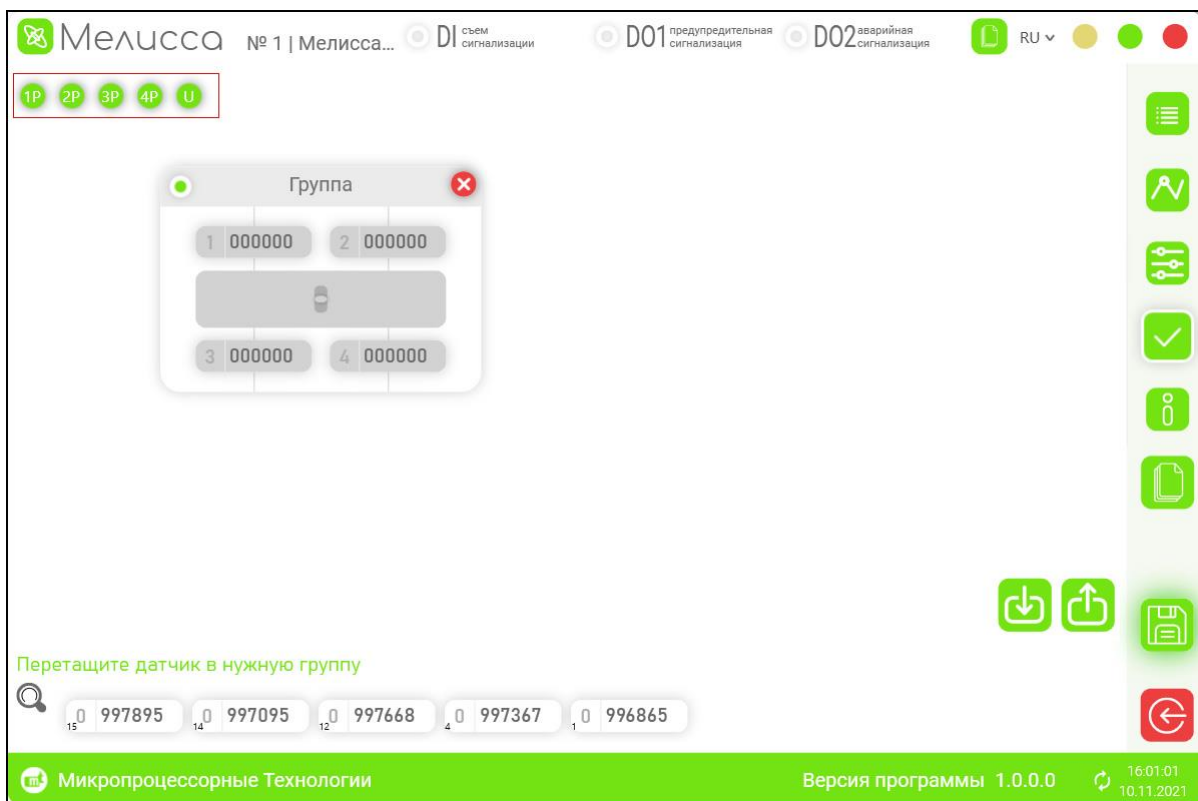 Мелисса № 1 | Мелисса... DI съем сигнализации DO1 предупредительная сигнализация DO2 аварийная сигнализация RU
1P 2P 3P 4P U
Группа
1 000000 2 000000
3 000000 4 000000
Перетащите датчик в нужную группу
15 0 997895 14 0 997095 12 0 997668 4 0 997367 1 0 996865
Микропроцессорные Технологии Версия программы 1.0.0.0 16:01:01
10.11.2021